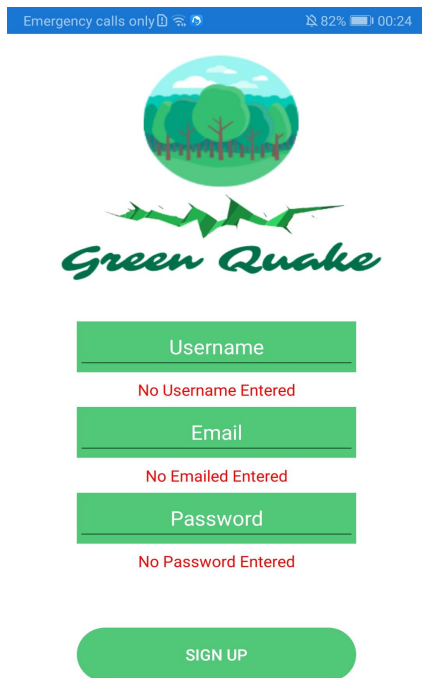 Emergency calls only 82% 00:24
Green Quake
Username
No Username Entered
Email
No Emailed Entered
Password
No Password Entered
SIGN UP